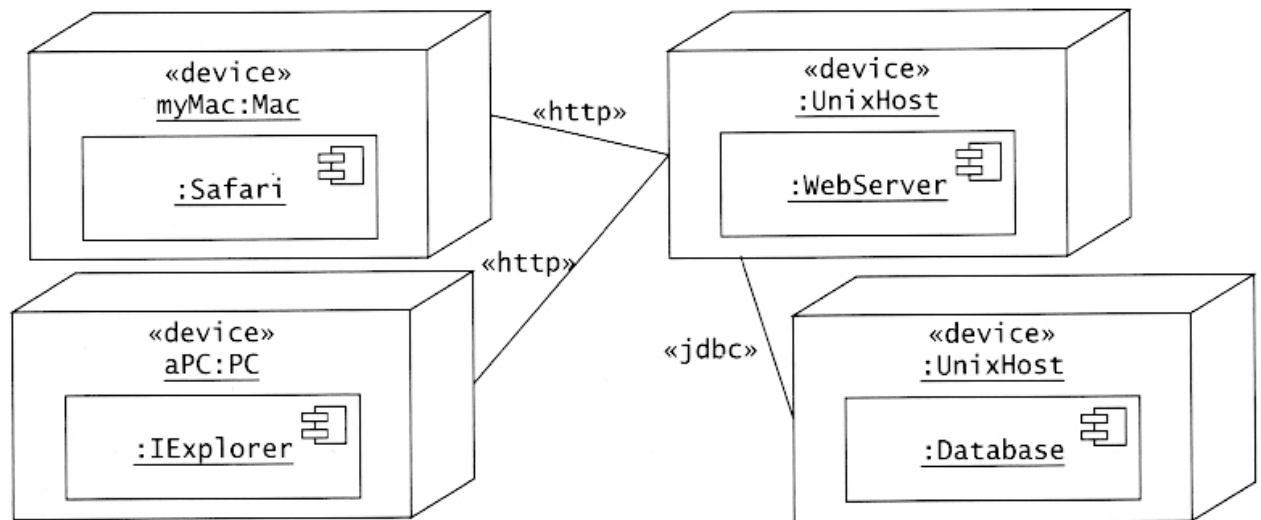 «device»
myMac:Mac
:Safari
«http»
«device»
:UnixHost
:WebServer
«http»
«device»
aPC:PC
:IExplorer
«jdbc»
«device»
:UnixHost
:Database